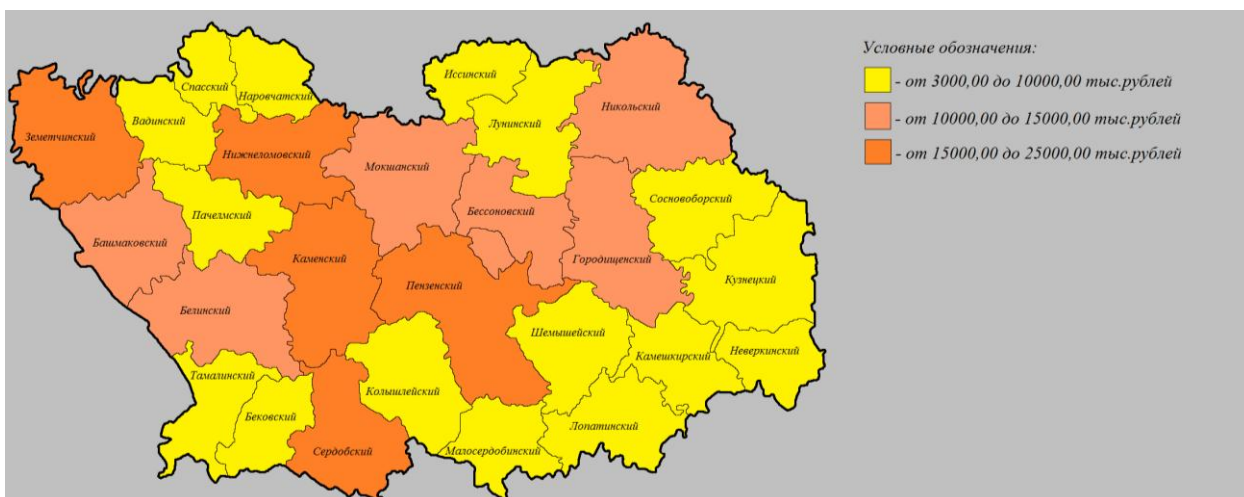 Условные обозначения:
- от 3000,00 до 10000,00 тыс.рублей
- от 10000,00 до 15000,00 тыс.рублей
- от 15000,00 до 25000,00 тыс.рублей
Спасский
Наровчатский
Иссинский
Никольский
Земетчинский
Вадинский
Лунинский
Нижнеломовский
Мокшанский
Сосновоборский
Пачелмский
Бессоновский
Башмаковский
Каменский
Городищенский
Кузнецкий
Пензенский
Белинский
Шемышейский
Неверкинский
Камешкирский
Тамалинский
Колышлейский
Бековский
Лопатинский
Сердобский
Малосердобинский